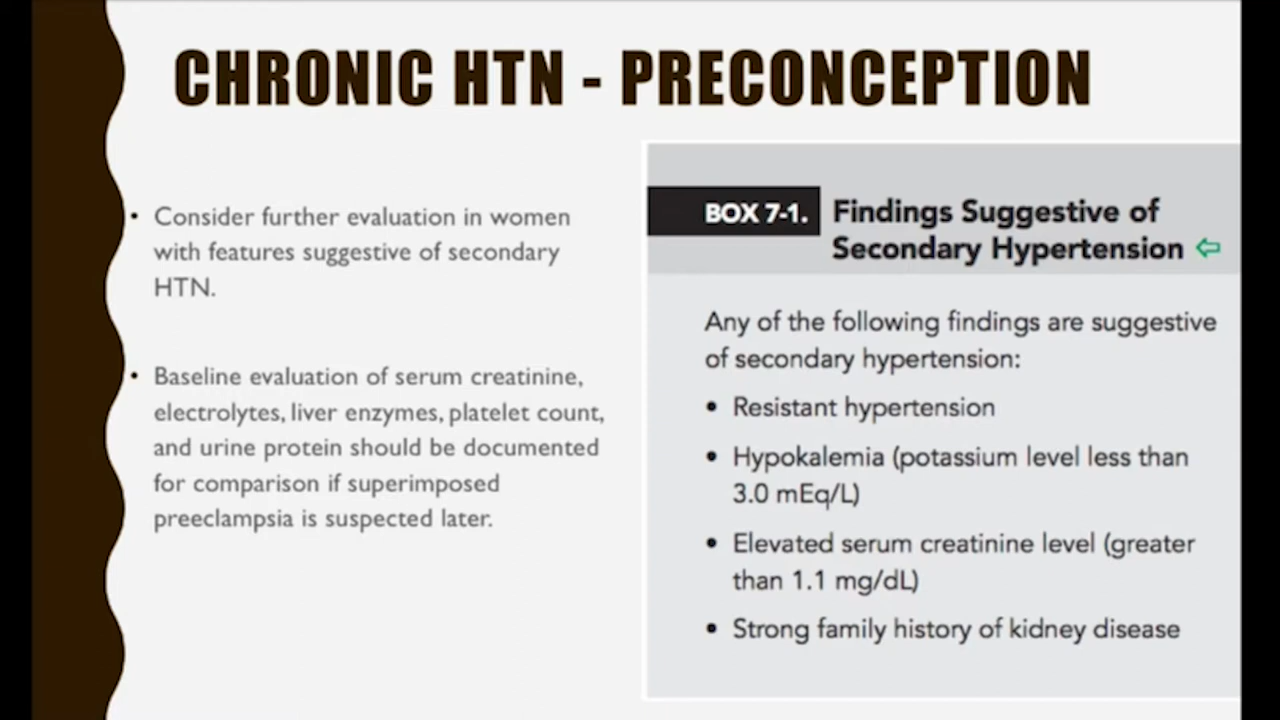 CHRONIC HTN - PRECONCEPTION
• Consider further evaluation in women
with features suggestive of secondary
HTN.
• Baseline evaluation of serum creatinine,
electrolytes, liver enzymes, platelet count,
and urine protein should be documented
for comparison if superimposed
preeclampsia is suspected later.
BOX 7-1. Findings Suggestive of
Secondary Hypertension ⇦
Any of the following findings are suggestive
of secondary hypertension:
• Resistant hypertension
• Hypokalemia (potassium level less than
3.0 mEq/L)
• Elevated serum creatinine level (greater
than 1.1 mg/dL)
• Strong family history of kidney disease